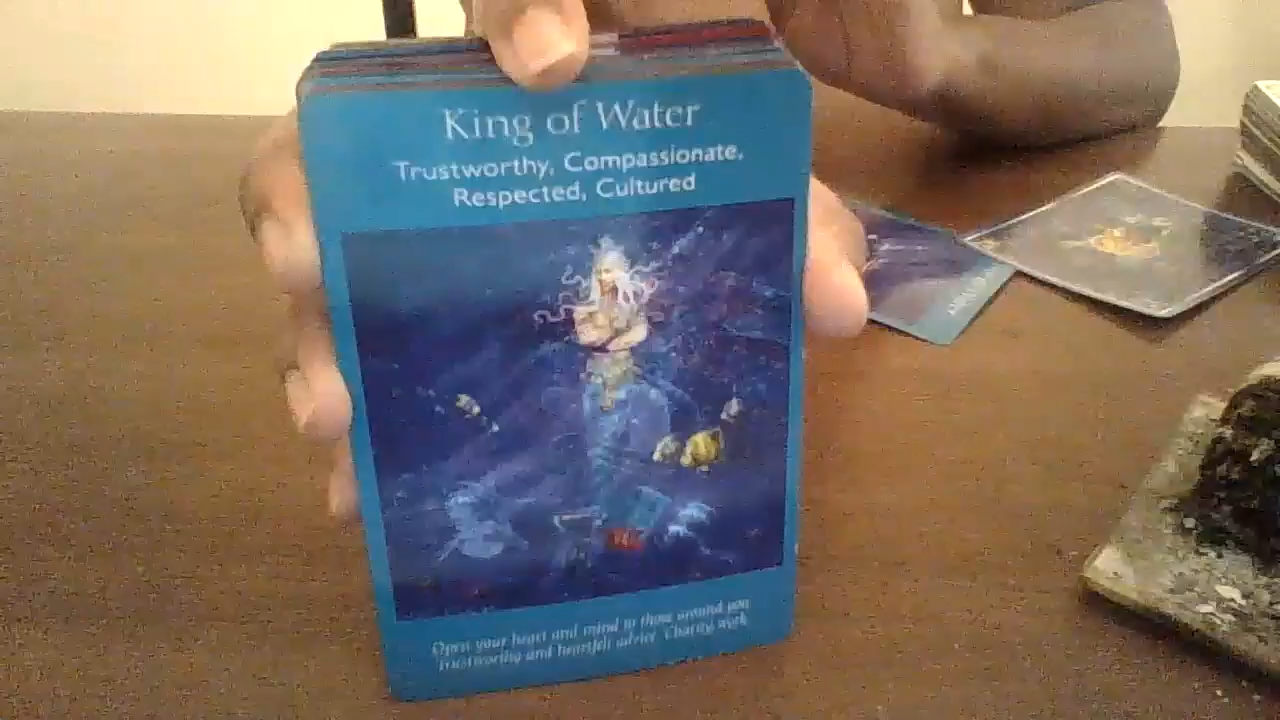 King of Water
Trustworthy, Compassionate,
Respected, Cultured
Open your heart and mind to those around you
Trustworthy and heartfelt advice Charity work